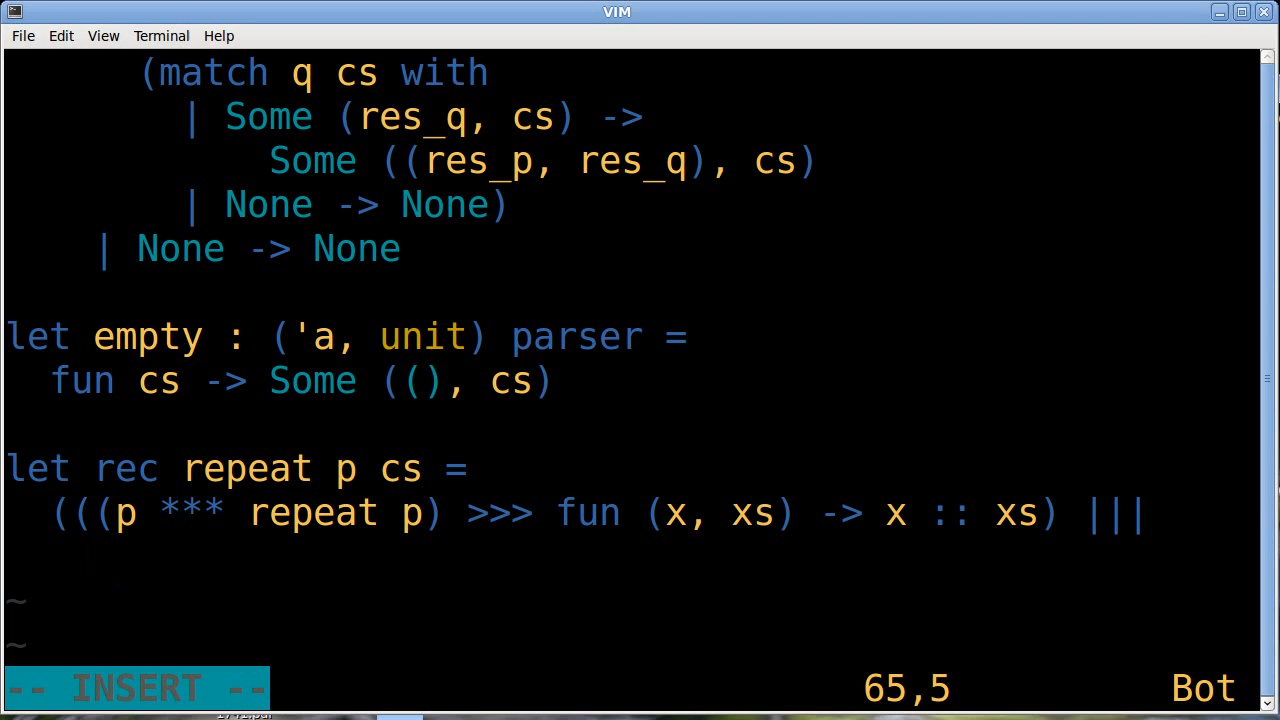 VIM
File Edit View Terminal Help
(match q cs with
| Some (res_q, cs) ->
Some ((res_p, res_q), cs)
| None -> None)
| None -> None
let empty : ('a, unit) parser =
fun cs -> Some ((), cs)
let rec repeat p cs =
(((p *** repeat p) >>> fun (x, xs) -> x :: xs) |||
~
~
-- INSERT -- 65,5 Bot